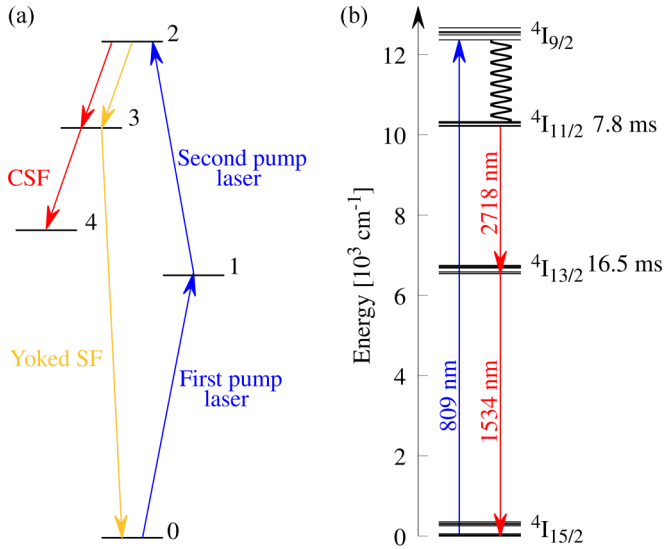 (a)
2
3
CSF
4
Second pump
laser
1
Yoked SF
First pump
laser
0
(b)
Energy [10³ cm⁻¹]
12
10
8
6
4
2
0
⁴I₉/₂
⁴I₁₁/₂ 7.8 ms
2718 nm
⁴I₁₃/₂ 16.5 ms
809 nm
1534 nm
⁴I₁₅/₂